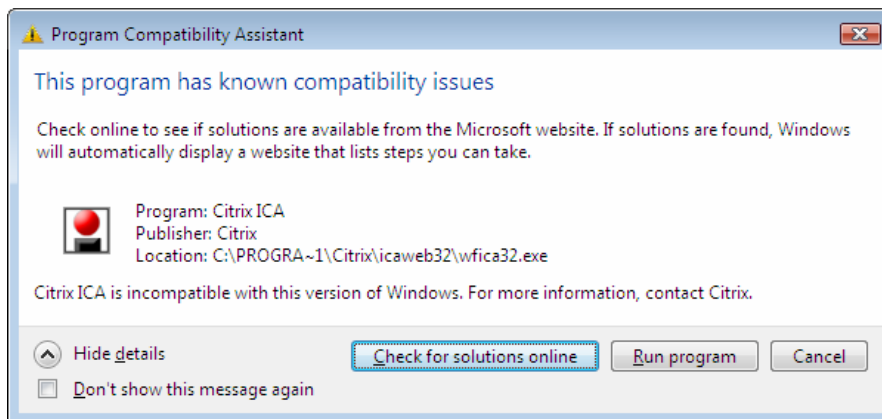 Program Compatibility Assistant
This program has known compatibility issues
Check online to see if solutions are available from the Microsoft website. If solutions are found, Windows
will automatically display a website that lists steps you can take.
Program: Citrix ICA
Publisher: Citrix
Location: C:\PROGRA~1\Citrix\icaweb32\wfica32.exe
Citrix ICA is incompatible with this version of Windows. For more information, contact Citrix.
Hide details
Check for solutions online
Run program
Cancel
Don't show this message again